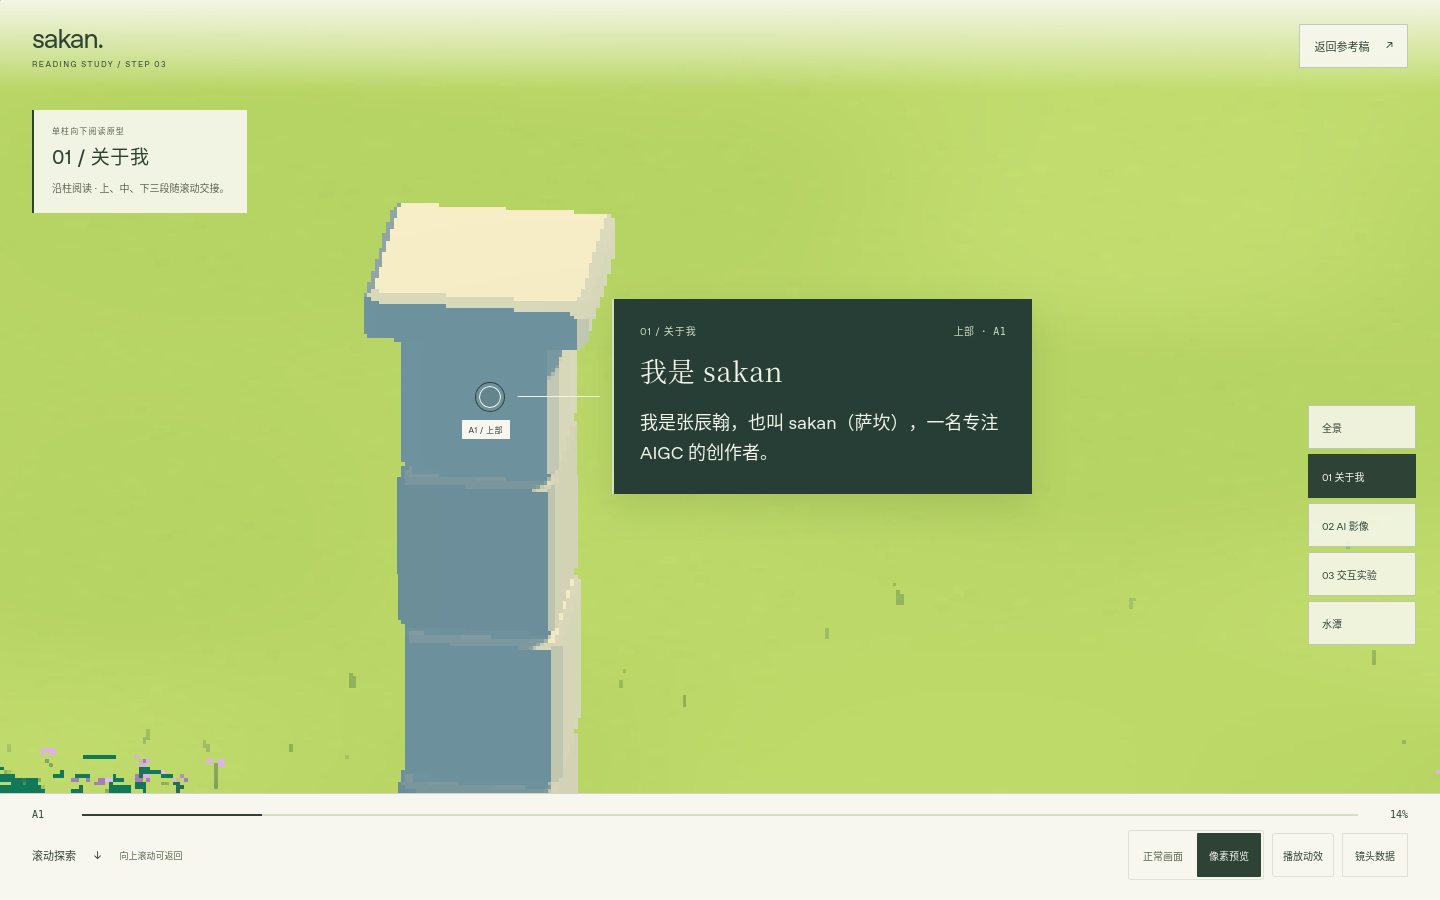 sakan.
READING STUDY / STEP 03
返回参考稿 ↗
单柱向下阅读原型
01 / 关于我
沿柱阅读 · 上、中、下三段随滚动交接。
01 / 关于我
上部 · A1
我是 sakan
我是张辰翰，也叫 sakan（萨坎），一名专注
AIGC 的创作者。
A1 / 上部
全景
01 关于我
02 AI 影像
03 交互实验
水潭
A1
14%
滚动探索 ↓ 向上滚动可返回
正常画面
像素预览
播放动效
镜头数据